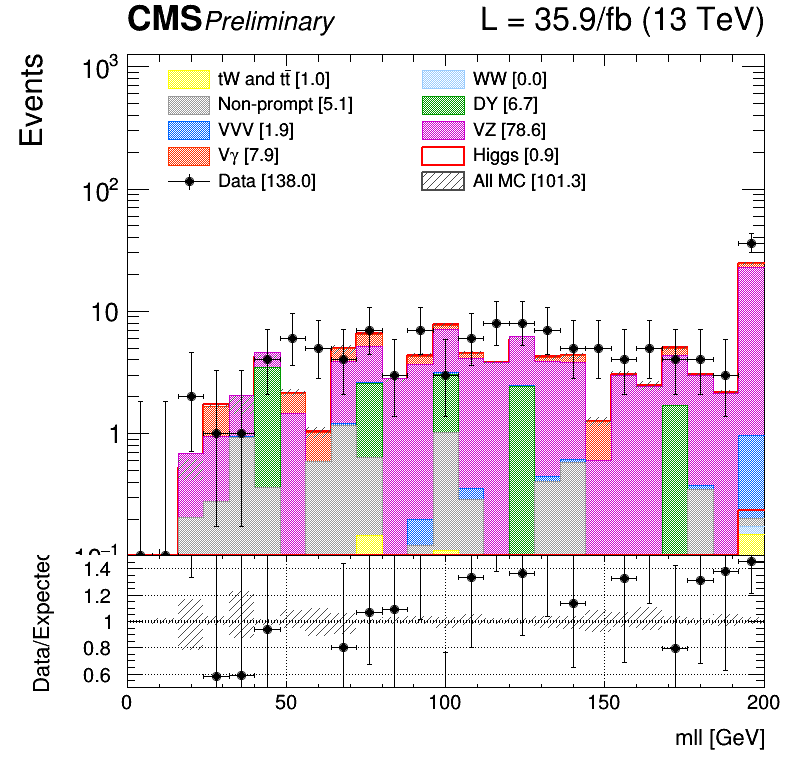 CMS Preliminary L = 35.9/fb (13 TeV)
Events
10³
10²
10
1
10⁻¹
tW and tt̄ [1.0] WW [0.0]
Non-prompt [5.1] DY [6.7]
VVV [1.9] VZ [78.6]
Vγ [7.9] Higgs [0.9]
Data [138.0] All MC [101.3]
Data/Expected
1.4
1.2
1
0.8
0.6
0 50 100 150 200
mll [GeV]